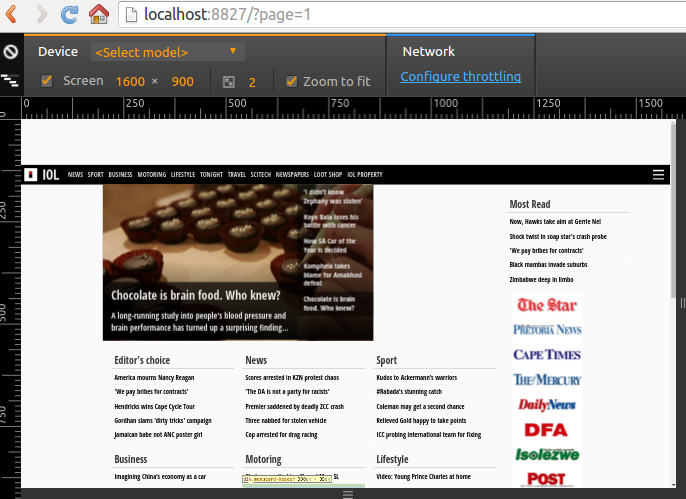 localhost:8827/?page=1
Device <Select model> Network
Screen 1600 × 900 2 Zoom to fit Configure throttling
0 250 500 750 1000 1250 1500
0
250
500
750
IOL NEWS SPORT BUSINESS MOTORING LIFESTYLE TONIGHT TRAVEL SCITECH NEWSPAPERS LOOT SHOP IOL PROPERTY
'I didn't know
Zephany was stolen'
Koyo Bala loses his
battle with cancer
How SA Car of the
Year is decided
Komphela takes
blame for Amakhosi
defeat
Chocolate is brain
food.
Chocolate is brain food. Who knew?
A long-running study into people's blood pressure and
brain performance has turned up a surprising finding...
Most Read
Now, Hawks take aim at Gerrie Nel
Shock twist in soap star's crash probe
'We pay bribes for contracts'
Black mambas invade suburbs
Zimbabwe deep in limbo
The Star
PRETORIA NEWS
CAPE TIMES
THE MERCURY
DailyNews
DFA
Isolezwe
POST
Editor's choice
America mourns Nancy Reagan
'We pay bribes for contracts'
Hendricks wins Cape Cycle Tour
Gordhan slams 'dirty tricks' campaign
Jamaican babe not ANC poster girl
News
Scores arrested in KZN protest chaos
'The DA is not a party for racists'
Premier saddened by deadly ZCC crash
Three nabbed for stolen vehicle
Cop arrested for drag racing
Sport
Kudos to Ackermann's warriors
#Rabada's stunning catch
Coleman may get a second chance
Relieved Gold happy to take points
ICC probing international team for fixing
Business
Imagining China's economy as a car
Motoring
SL
div.menucard-header 300px × 35px
Lifestyle
Video: Young Prince Charles at home